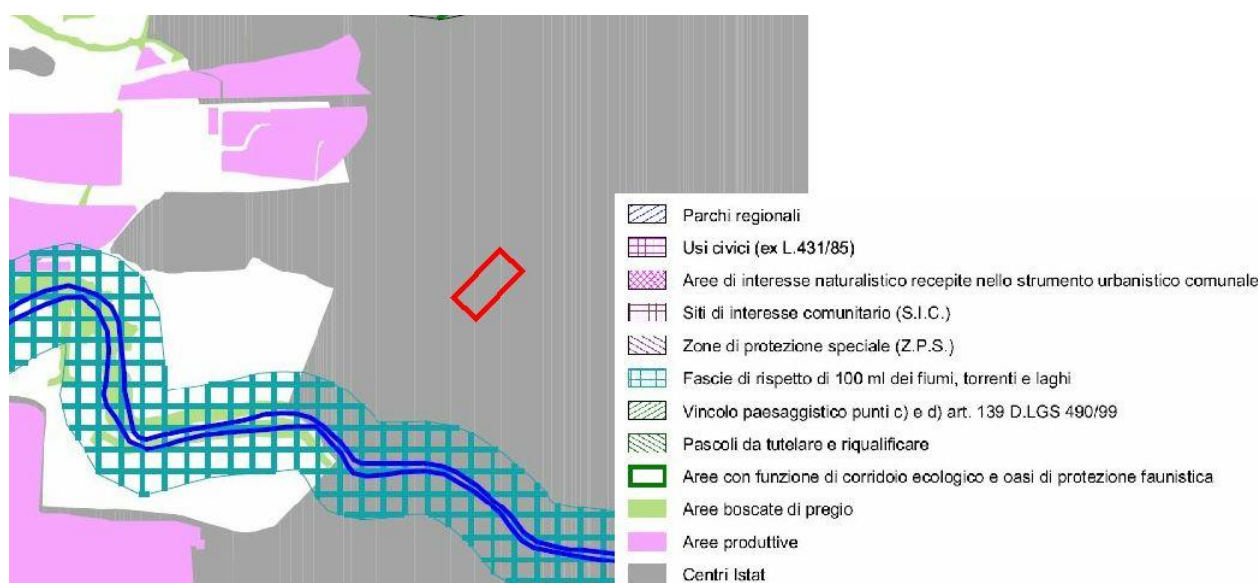 Parchi regionali
Usi civici (ex L.431/85)
Aree di interesse naturalistico recepite nello strumento urbanistico comunale
Siti di interesse comunitario (S.I.C.)
Zone di protezione speciale (Z.P.S.)
Fascie di rispetto di 100 ml dei fiumi, torrenti e laghi
Vincolo paesaggistico punti c) e d) art. 139 D.LGS 490/99
Pascoli da tutelare e riqualificare
Aree con funzione di corridoio ecologico e oasi di protezione faunistica
Aree boscate di pregio
Aree produttive
Centri Istat